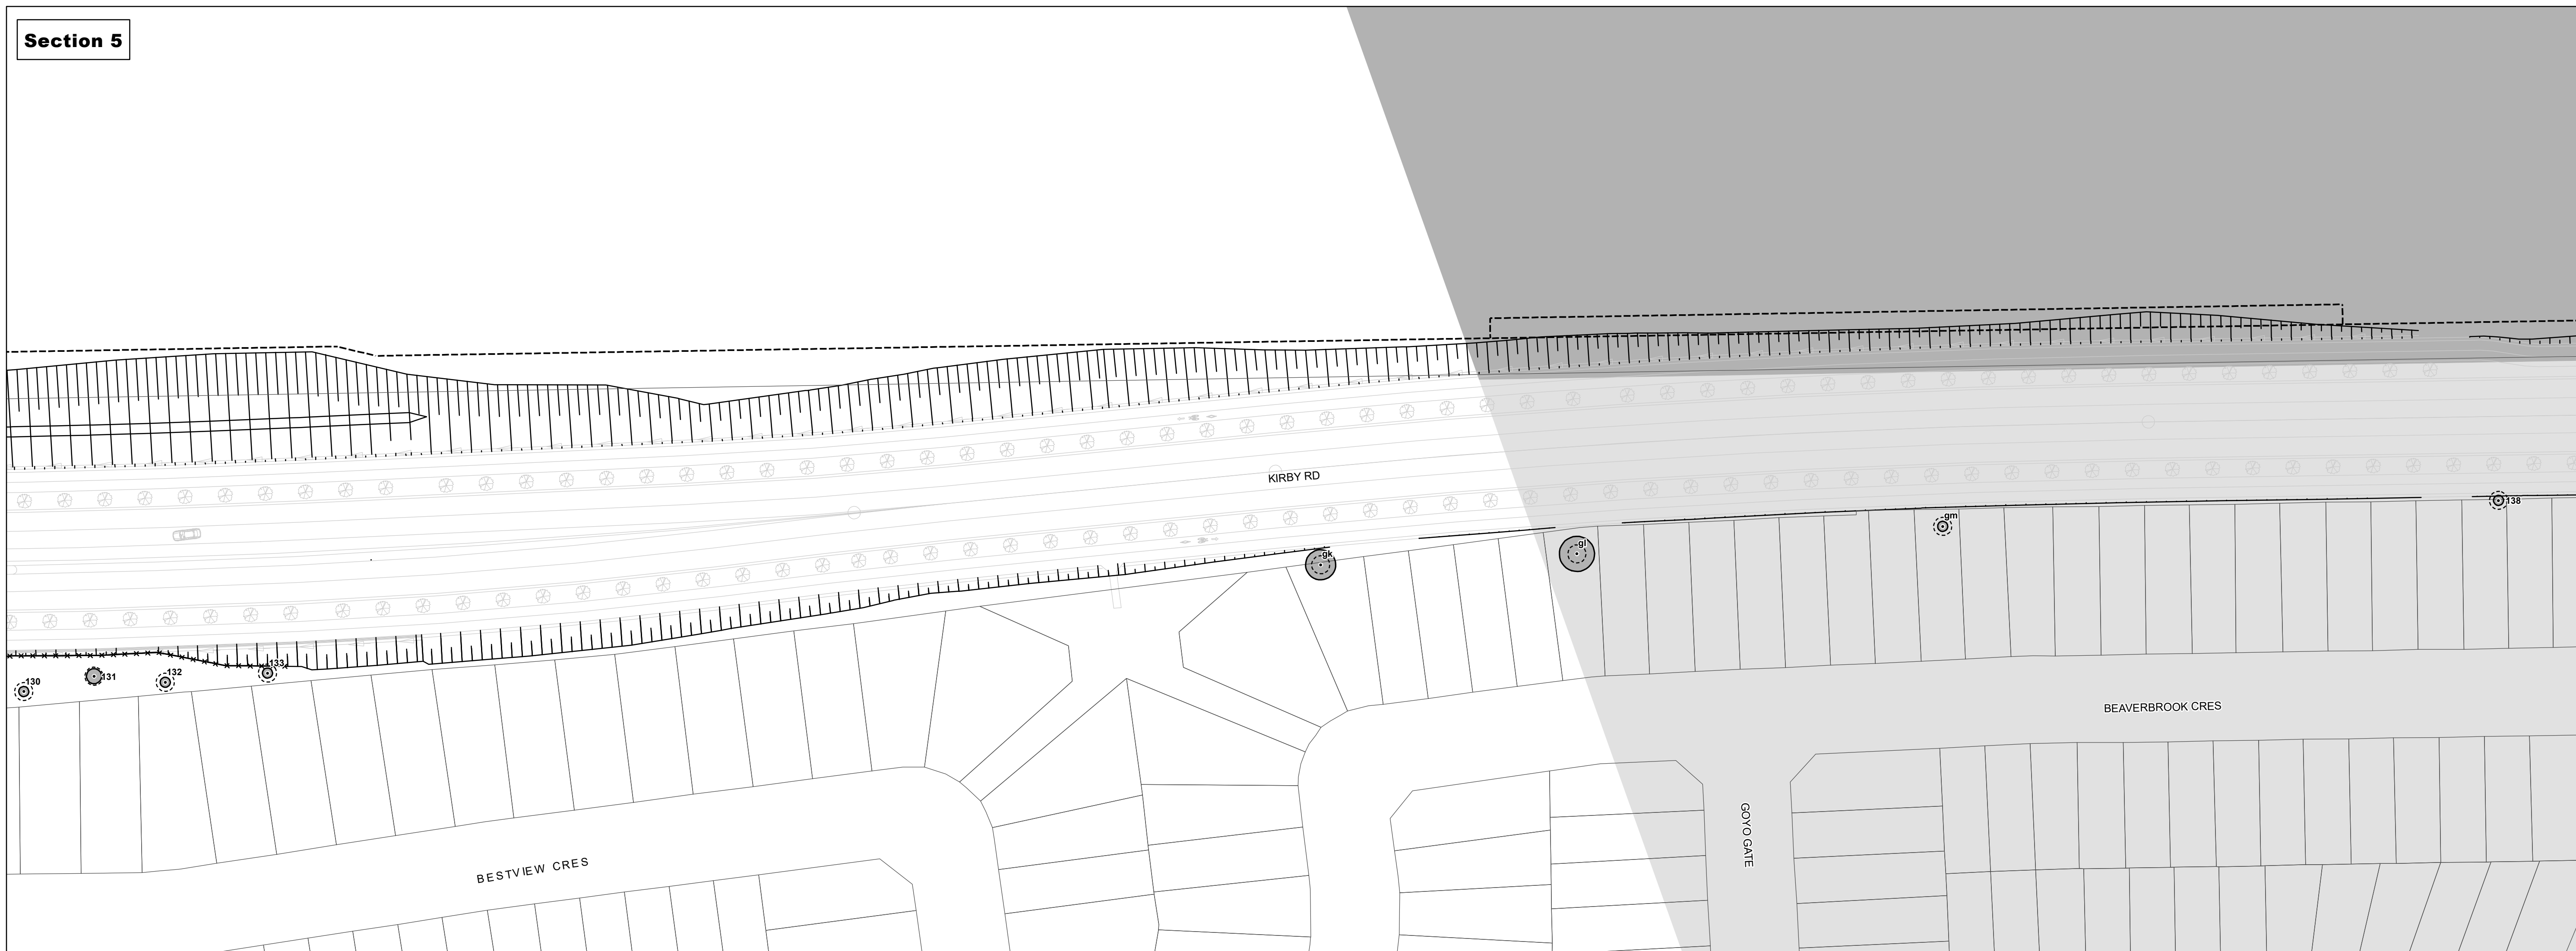 Section 5
KIRBY RD
gk
gl
gm
138
130
131
132
133
BEAVERBROOK CRES
GOYO GATE
BESTVIEW CRES